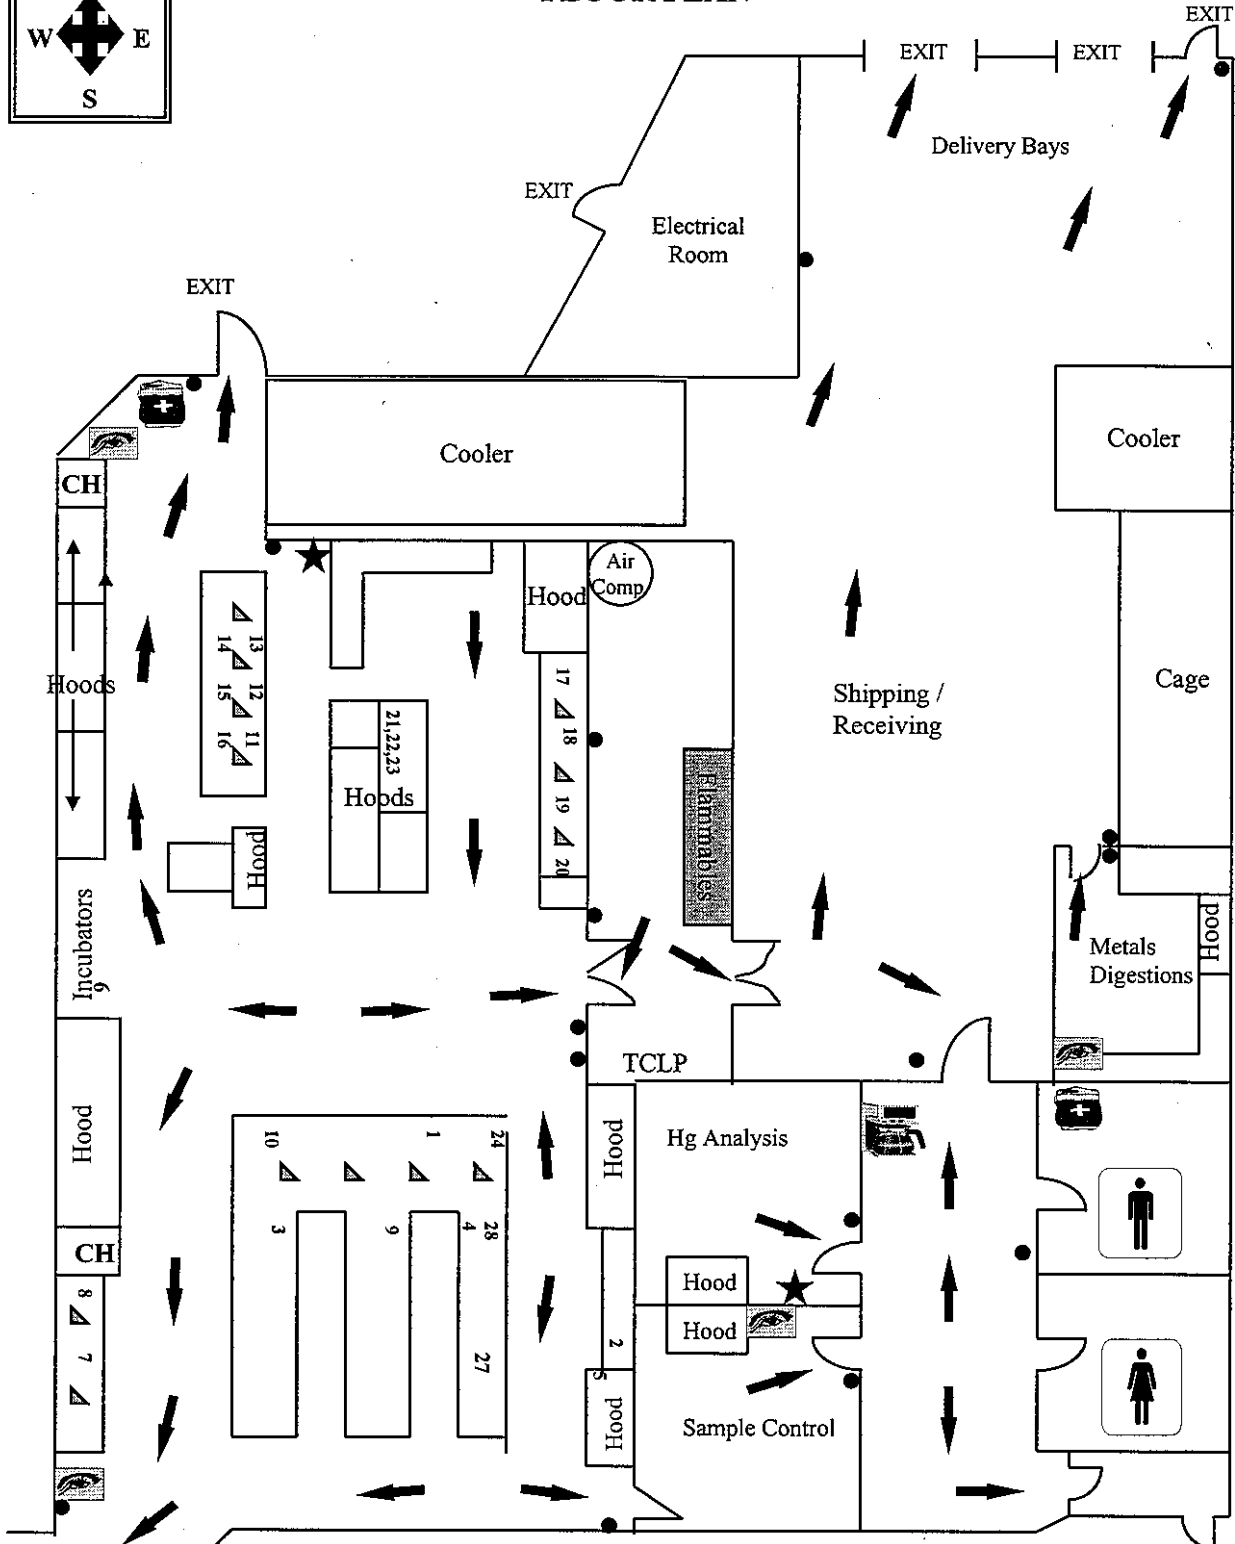 EXIT
W E
S
EXIT
EXIT
Delivery Bays
EXIT
Electrical
Room
EXIT
Cooler
Cooler
CH
Air
Comp
Hood
13
14
12
15
11
16
Hoods
17
18
19
20
21,22,23
Hoods
Flammables
Shipping /
Receiving
Cage
Hood
Incubators
Metals
Digestions
Hood
TCLP
Hood
10
1
24
Hood
Hg Analysis
3
9
4
28
CH
8
7
27
2
5
Hood
Hood
Hood
Sample Control